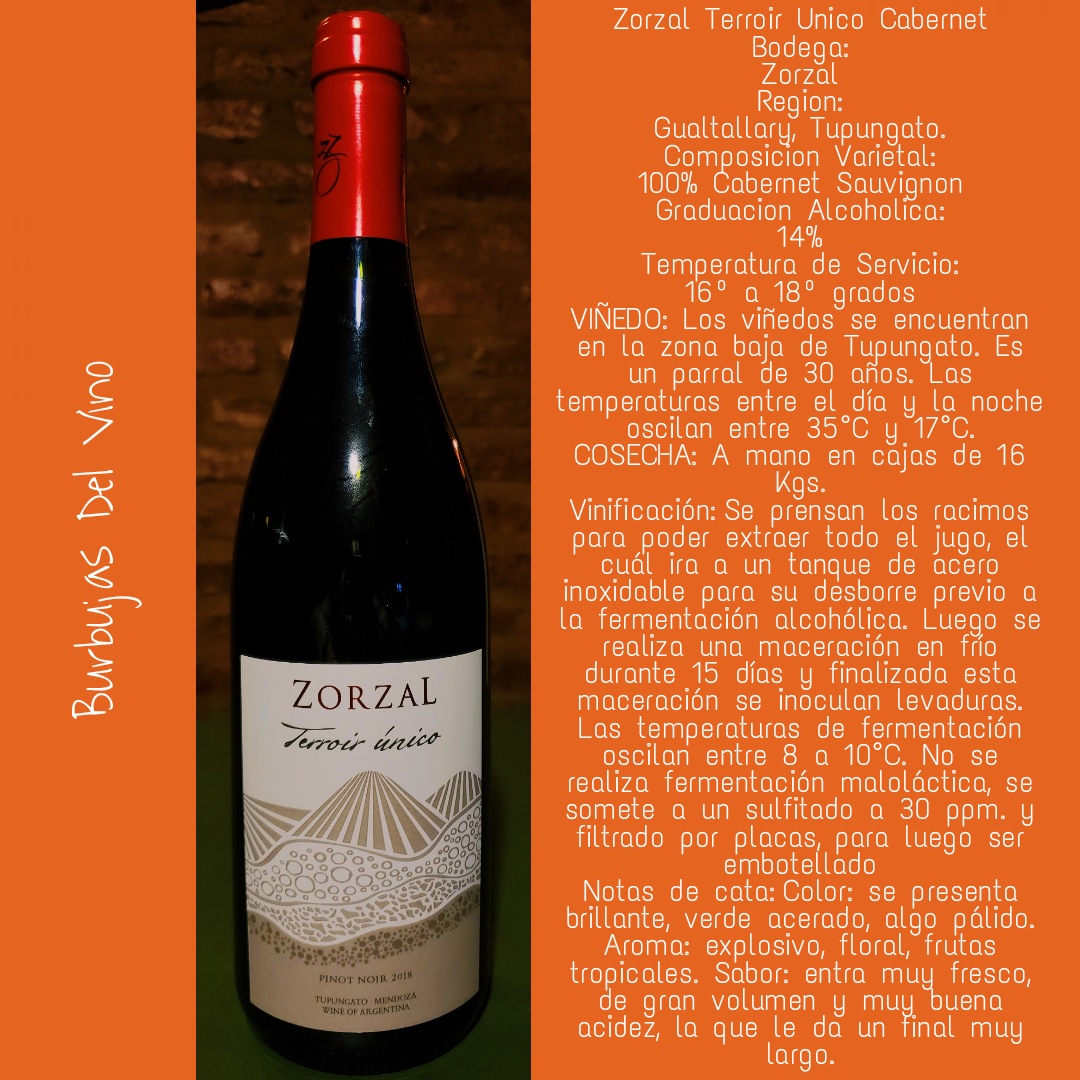 Burbujas Del Vino
ZORZAL
Terroir único
PINOT NOIR 2018
TUPUNGATO - MENDOZA
WINE OF ARGENTINA
Zorzal Terroir Unico Cabernet
Bodega:
Zorzal
Region:
Gualtallary, Tupungato.
Composicion Varietal:
100% Cabernet Sauvignon
Graduacion Alcoholica:
14%
Temperatura de Servicio:
16º a 18º grados
VIÑEDO: Los viñedos se encuentran
en la zona baja de Tupungato. Es
un parral de 30 años. Las
temperaturas entre el día y la noche
oscilan entre 35°C y 17°C.
COSECHA: A mano en cajas de 16
Kgs.
Vinificación: Se prensan los racimos
para poder extraer todo el jugo, el
cuál ira a un tanque de acero
inoxidable para su desborre previo a
la fermentación alcohólica. Luego se
realiza una maceración en frío
durante 15 días y finalizada esta
maceración se inoculan levaduras.
Las temperaturas de fermentación
oscilan entre 8 a 10°C. No se
realiza fermentación maloláctica, se
somete a un sulfitado a 30 ppm. y
filtrado por placas, para luego ser
embotellado
Notas de cata: Color: se presenta
brillante, verde acerado, algo pálido.
Aroma: explosivo, floral, frutas
tropicales. Sabor: entra muy fresco,
de gran volumen y muy buena
acidez, la que le da un final muy
largo.